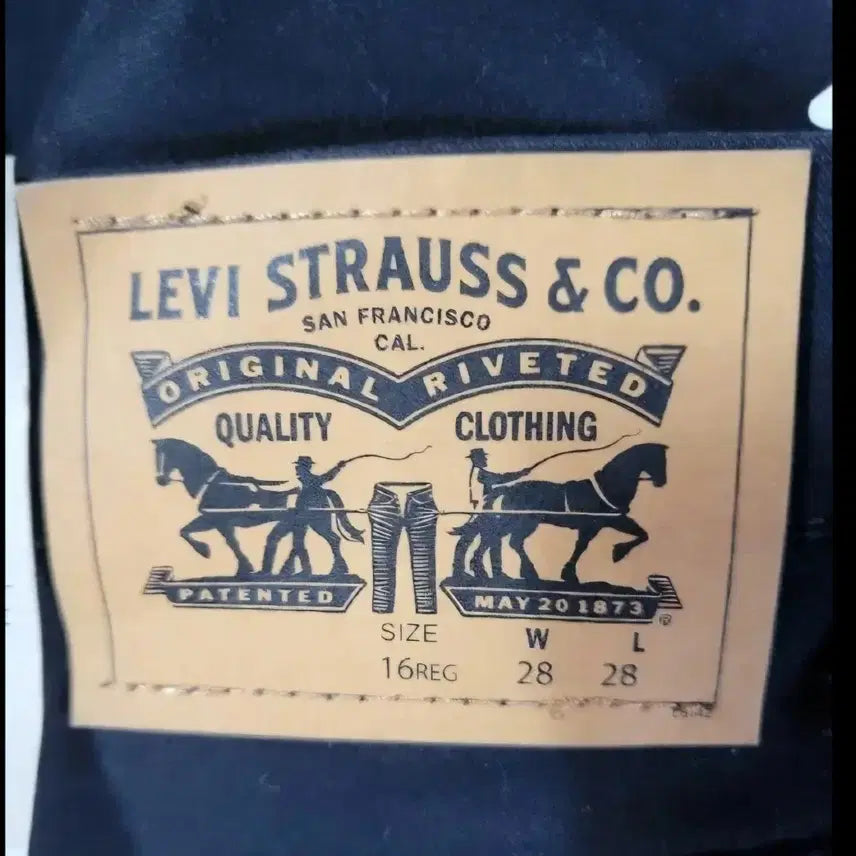 LEVI STRAUSS & CO.
SAN FRANCISCO
CAL.
ORIGINAL RIVETED
QUALITY CLOTHING
PATENTED MAY 20 1873
®
SIZE W L
16REG 28 28